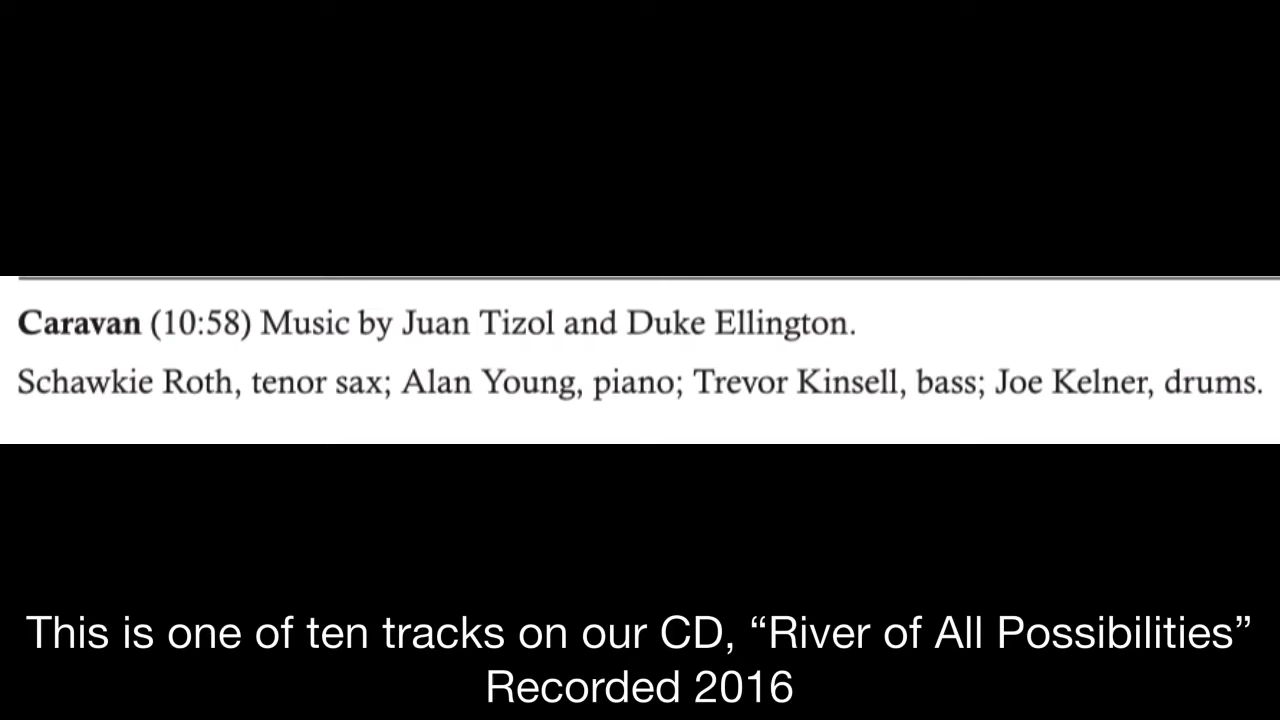 Caravan (10:58) Music by Juan Tizol and Duke Ellington.
Schawkie Roth, tenor sax; Alan Young, piano; Trevor Kinsell, bass; Joe Kelner, drums.
This is one of ten tracks on our CD, “River of All Possibilities”
Recorded 2016